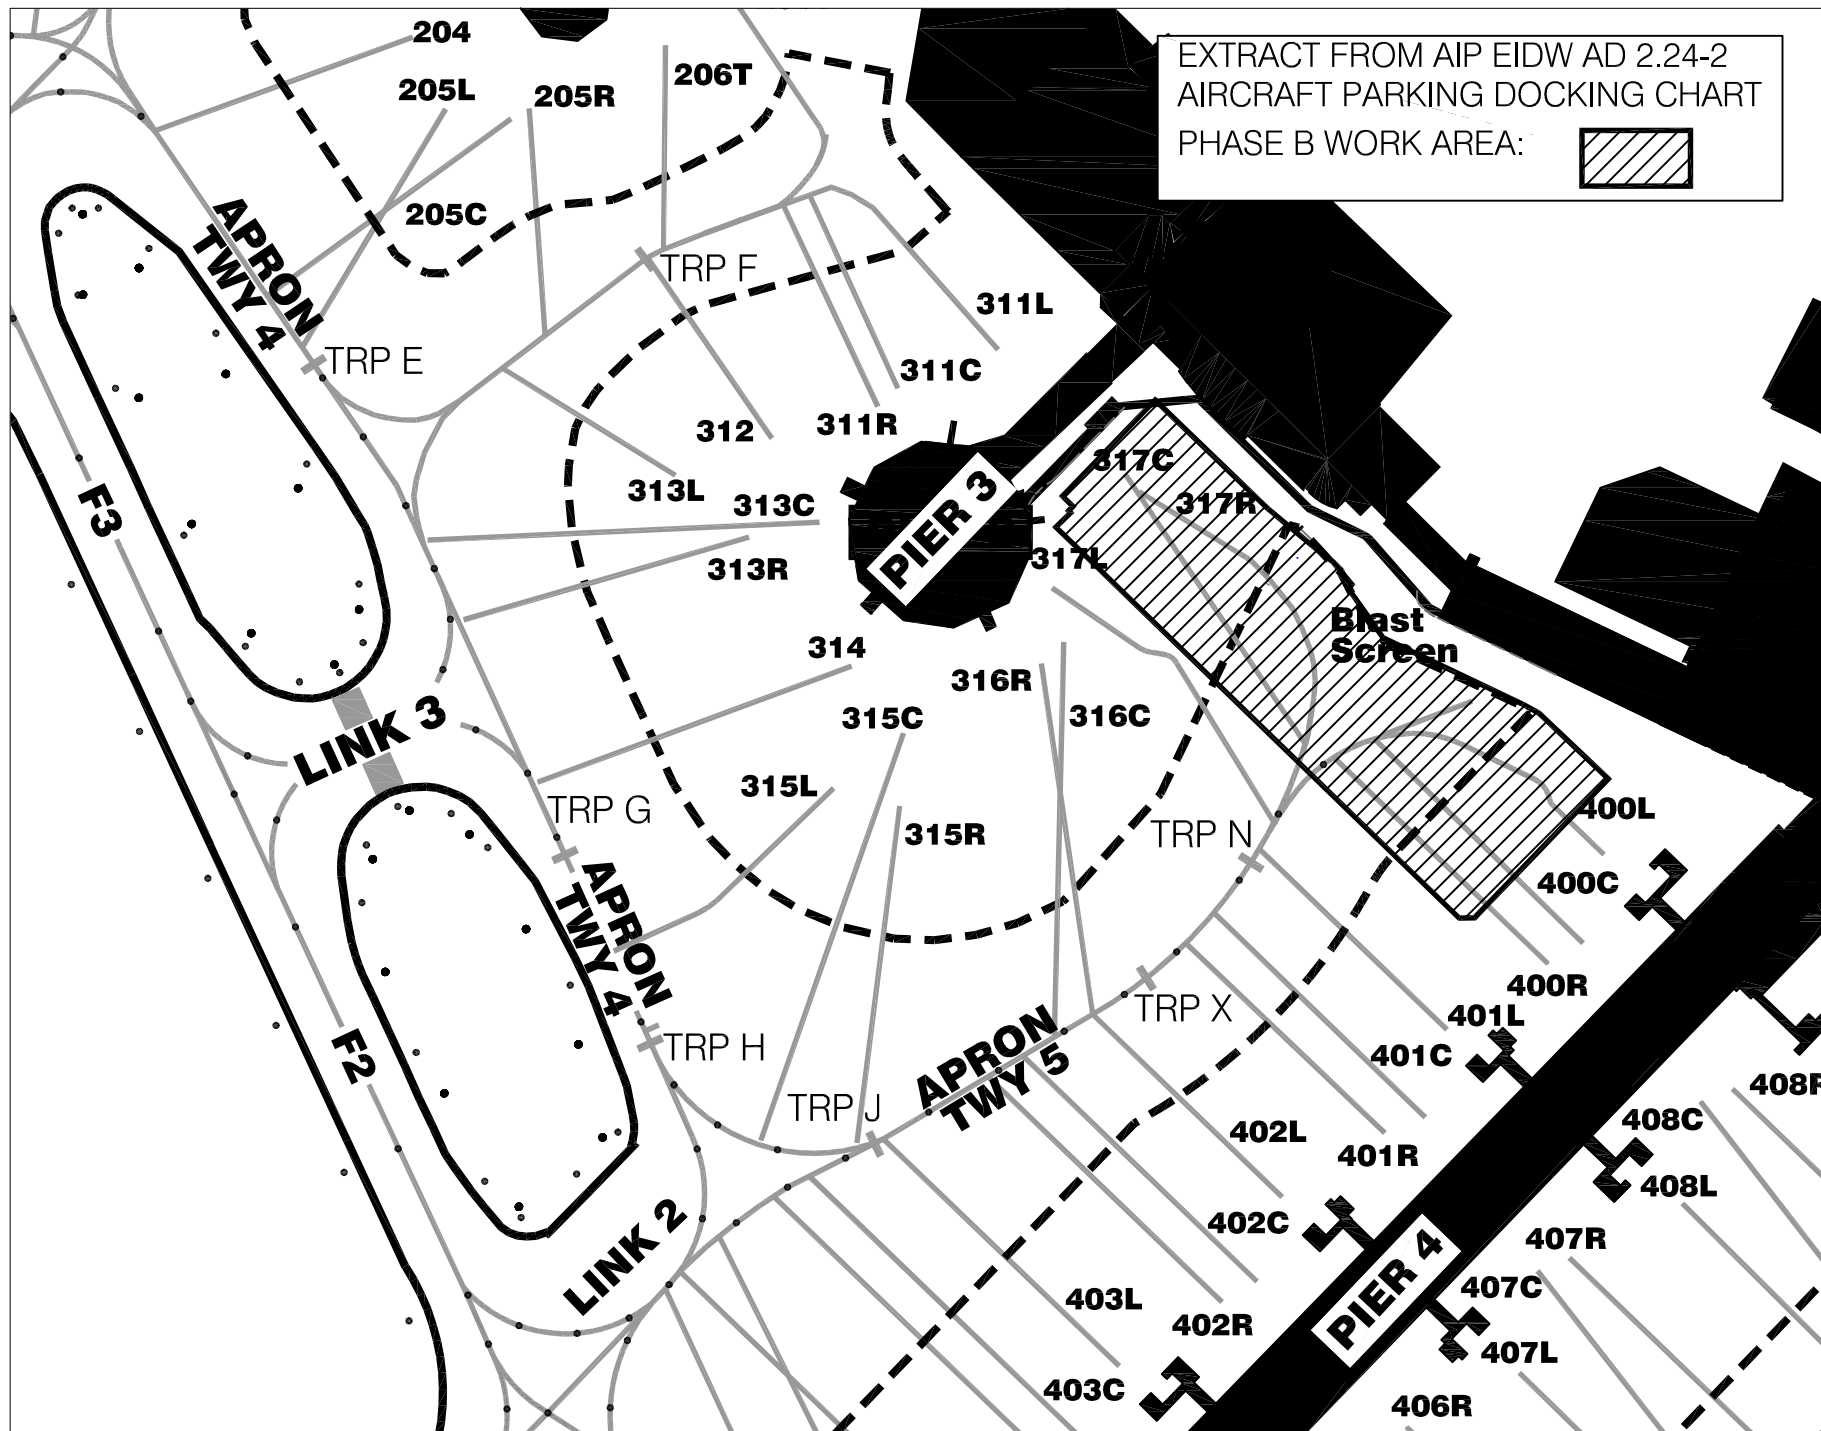 EXTRACT FROM AIP EIDW AD 2.24-2
AIRCRAFT PARKING DOCKING CHART
PHASE B WORK AREA:
204
205L
205R
206T
205C
APRON
TWY 4
TRP F
TRP E
311L
311C
311R
312
313L
313C
313R
F3
PIER 3
317C
317R
317L
Blast
Screen
314
316R
316C
315C
315L
315R
LINK 3
TRP G
TRP N
400L
400C
400R
APRON
TWY 4
TRP H
TRP X
F2
APRON
TWY 5
TRP J
401L
401C
401R
402L
402C
402R
403L
403C
LINK 2
PIER 4
408C
408L
407R
407C
407L
406R